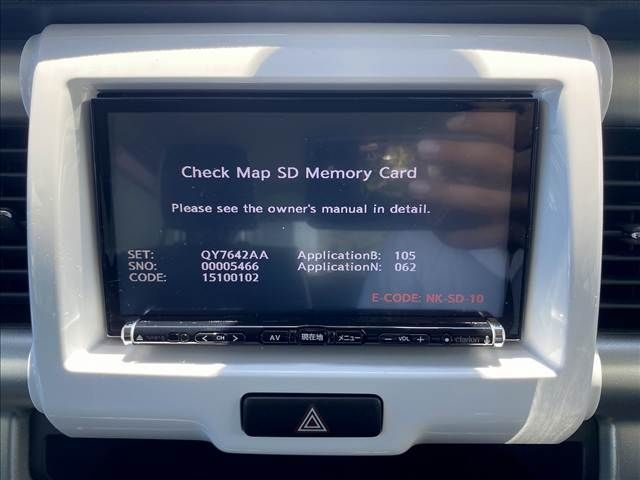 Check Map SD Memory Card
Please see the owner's manual in detail.
SET: QY7642AA ApplicationB: 105
SNO: 00005466 ApplicationN: 062
CODE: 15100102
E-CODE: NK-SD-10
< CH > AV 現在地 メニュー − VOL + clarion